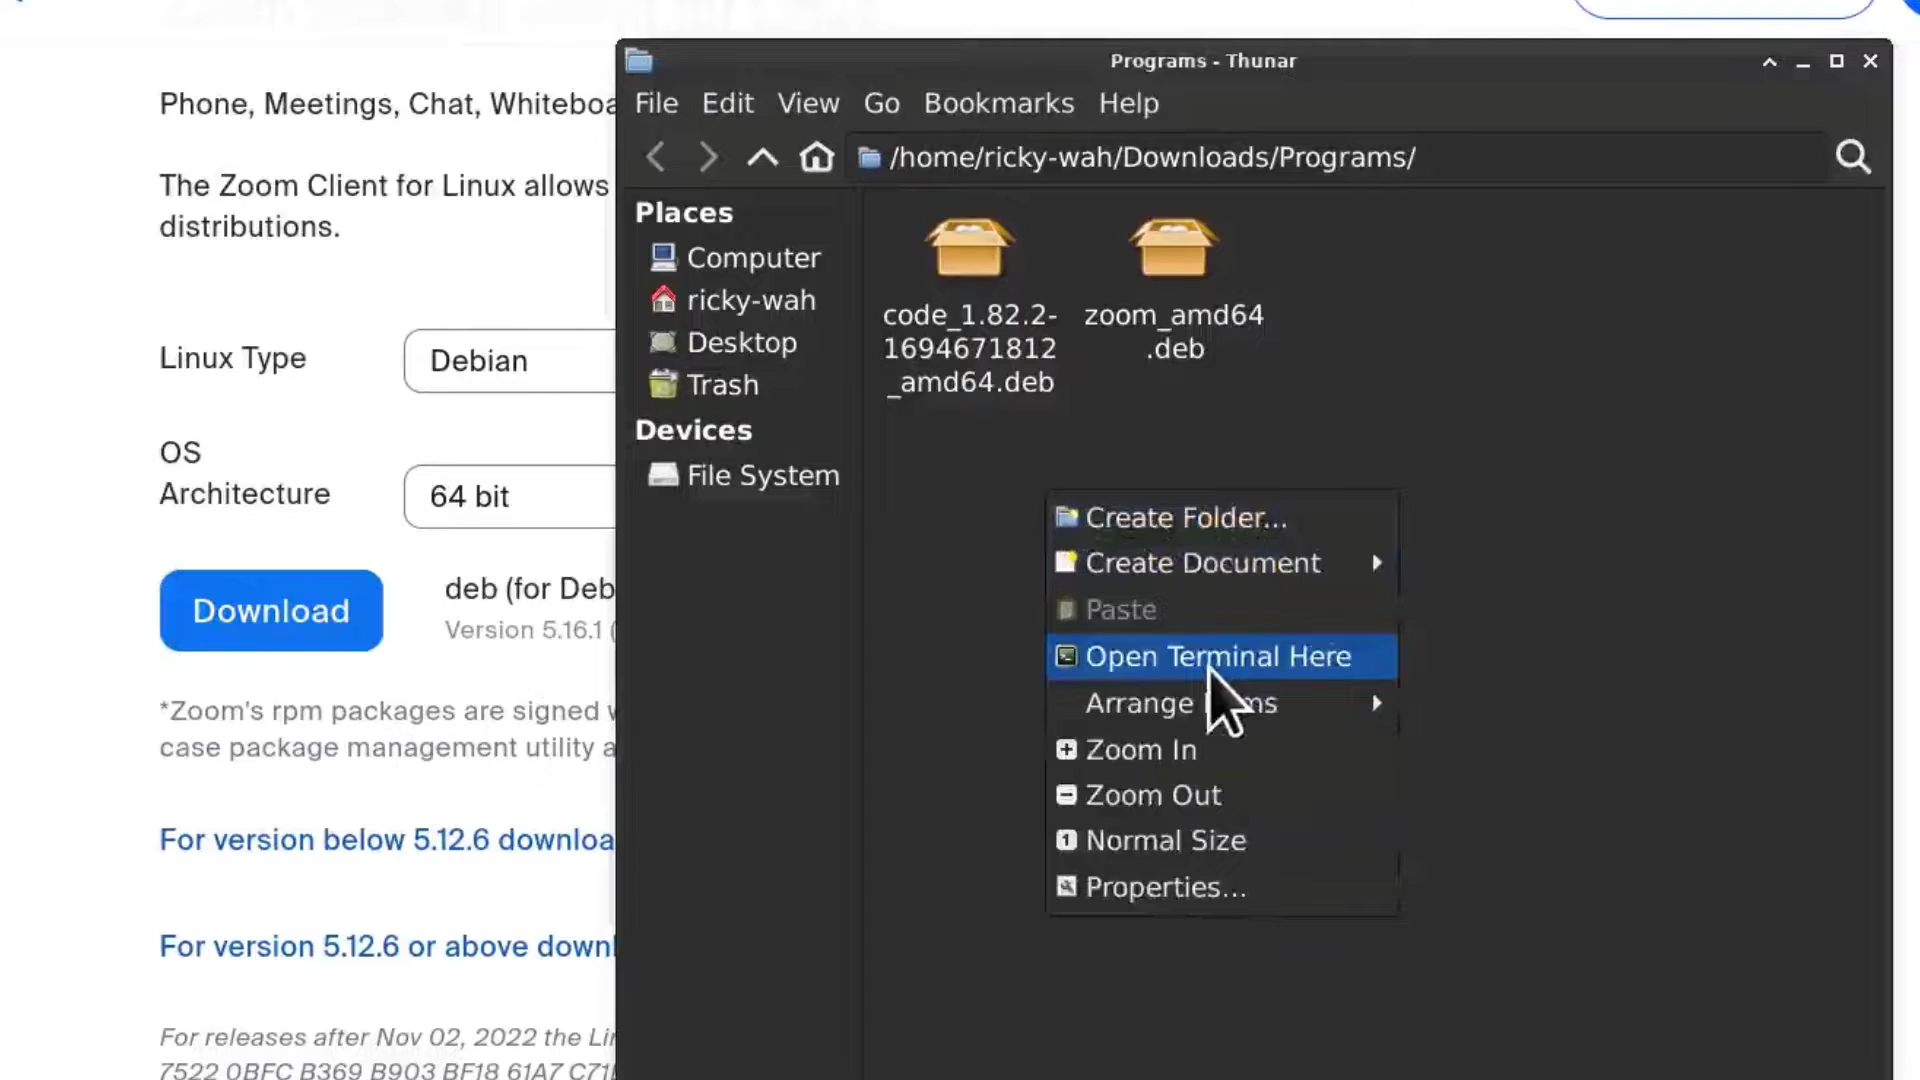 Phone, Meetings, Chat, Whiteboa
The Zoom Client for Linux allows
distributions.
Linux Type
Debian
OS
Architecture
64 bit
Download
deb (for Deb
Version 5.16.1 (
*Zoom's rpm packages are signed
case package management utility a
For version below 5.12.6 downloa
For version 5.12.6 or above downl
For releases after Nov 02, 2022 the Li
7522 0BFC B369 B903 BF18 61A7 C71
Programs - Thunar
File Edit View Go Bookmarks Help
/home/ricky-wah/Downloads/Programs/
Places
Computer
ricky-wah
Desktop
Trash
Devices
File System
code_1.82.2-
1694671812
_amd64.deb
zoom_amd64
.deb
Create Folder...
Create Document
Paste
Open Terminal Here
Arrange
Zoom In
Zoom Out
Normal Size
Properties...